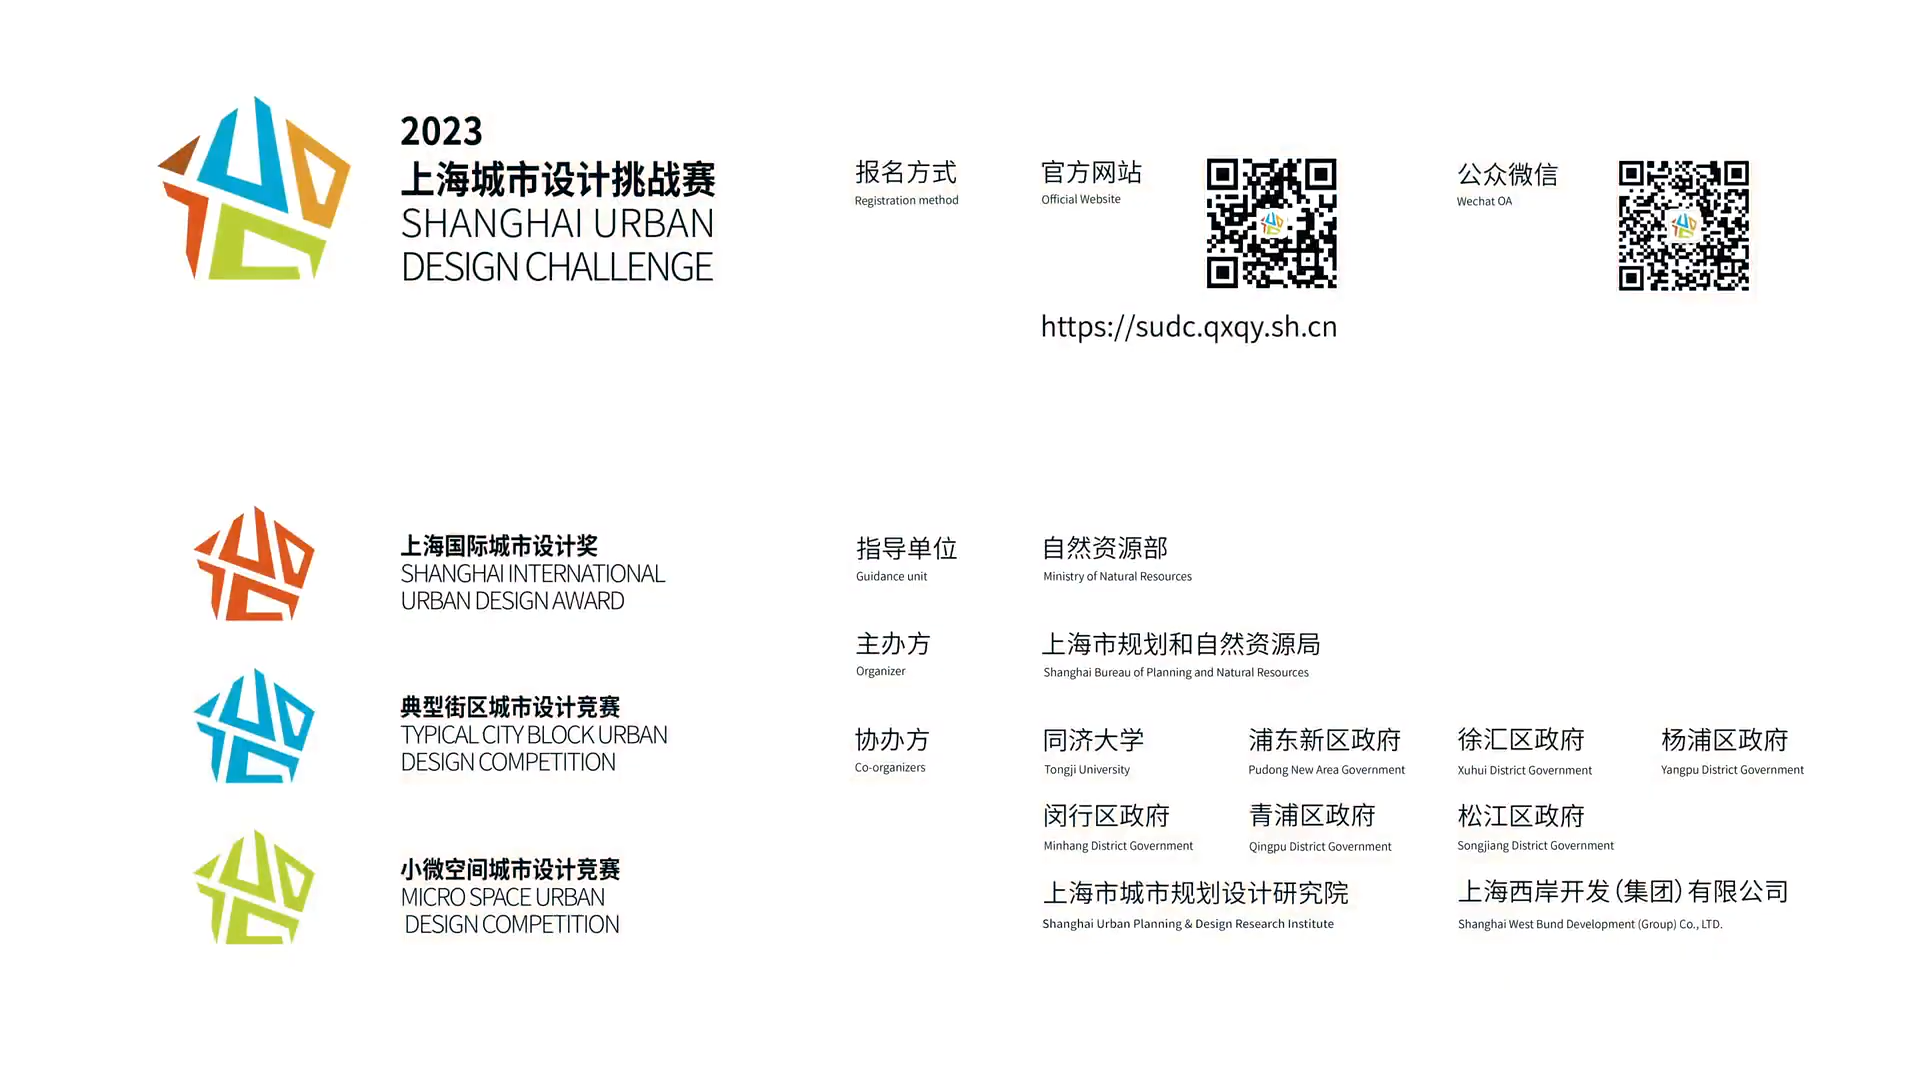 2023
上海城市设计挑战赛
SHANGHAI URBAN
DESIGN CHALLENGE
报名方式
Registration method
官方网站
Official Website
https://sudc.qxqy.sh.cn
公众微信
Wechat OA
上海国际城市设计奖
SHANGHAI INTERNATIONAL
URBAN DESIGN AWARD
典型街区城市设计竞赛
TYPICAL CITY BLOCK URBAN
DESIGN COMPETITION
小微空间城市设计竞赛
MICRO SPACE URBAN
DESIGN COMPETITION
指导单位
Guidance unit
自然资源部
Ministry of Natural Resources
主办方
Organizer
上海市规划和自然资源局
Shanghai Bureau of Planning and Natural Resources
协办方
Co-organizers
同济大学
Tongji University
浦东新区政府
Pudong New Area Government
徐汇区政府
Xuhui District Government
杨浦区政府
Yangpu District Government
闵行区政府
Minhang District Government
青浦区政府
Qingpu District Government
松江区政府
Songjiang District Government
上海市城市规划设计研究院
Shanghai Urban Planning & Design Research Institute
上海西岸开发(集团)有限公司
Shanghai West Bund Development (Group) Co., LTD.